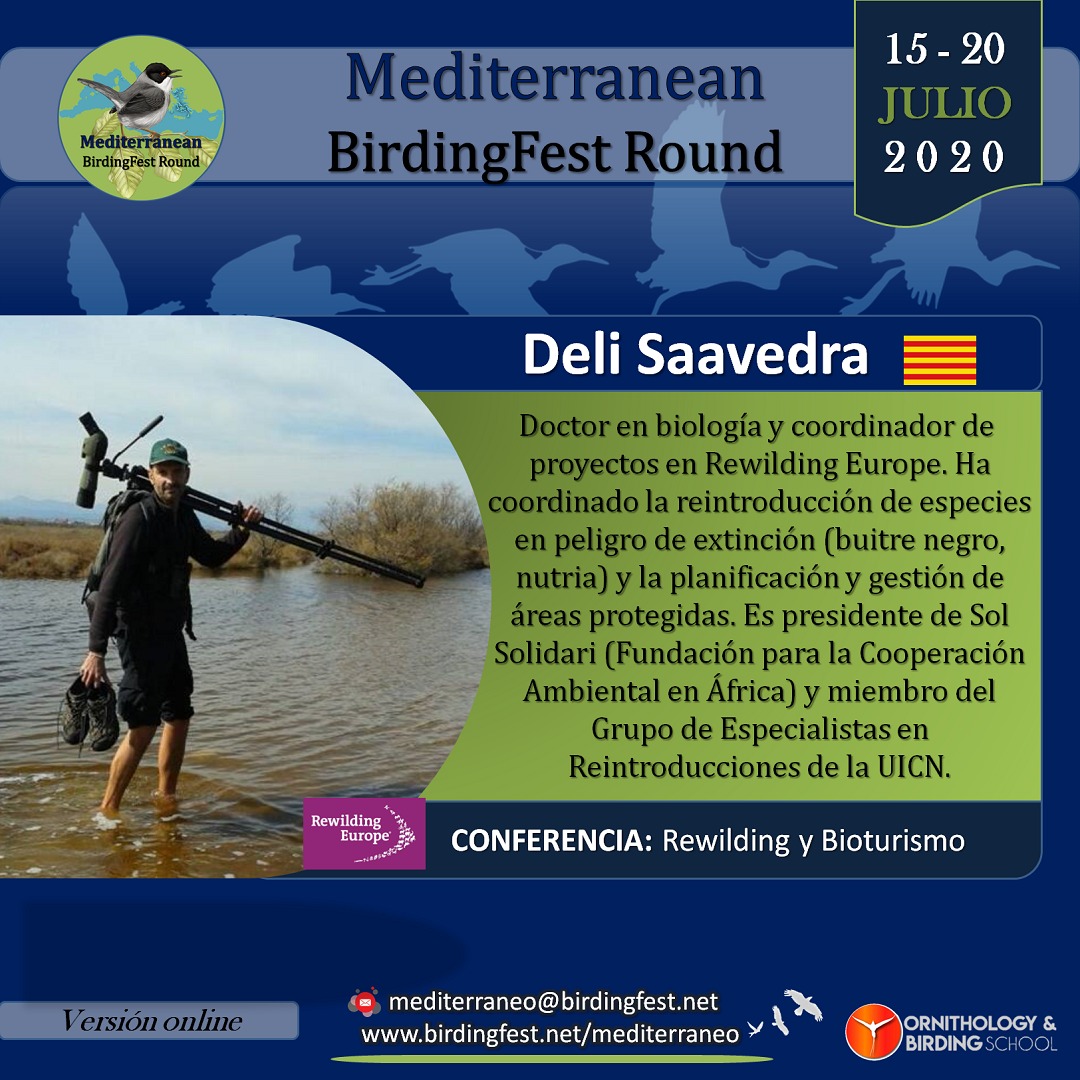 Mediterranean
BirdingFest Round
15 - 20
JULIO
2020
Mediterranean
BirdingFest Round
Deli Saavedra
Doctor en biología y coordinador de
proyectos en Rewilding Europe. Ha
coordinado la reintroducción de especies
en peligro de extinción (buitre negro,
nutria) y la planificación y gestión de
áreas protegidas. Es presidente de Sol
Solidari (Fundación para la Cooperación
Ambiental en África) y miembro del
Grupo de Especialistas en
Reintroducciones de la UICN.
Rewilding
Europe
CONFERENCIA: Rewilding y Bioturismo
Versión online
mediterraneo@birdingfest.net
www.birdingfest.net/mediterraneo
ORNITHOLOGY &
BIRDING SCHOOL